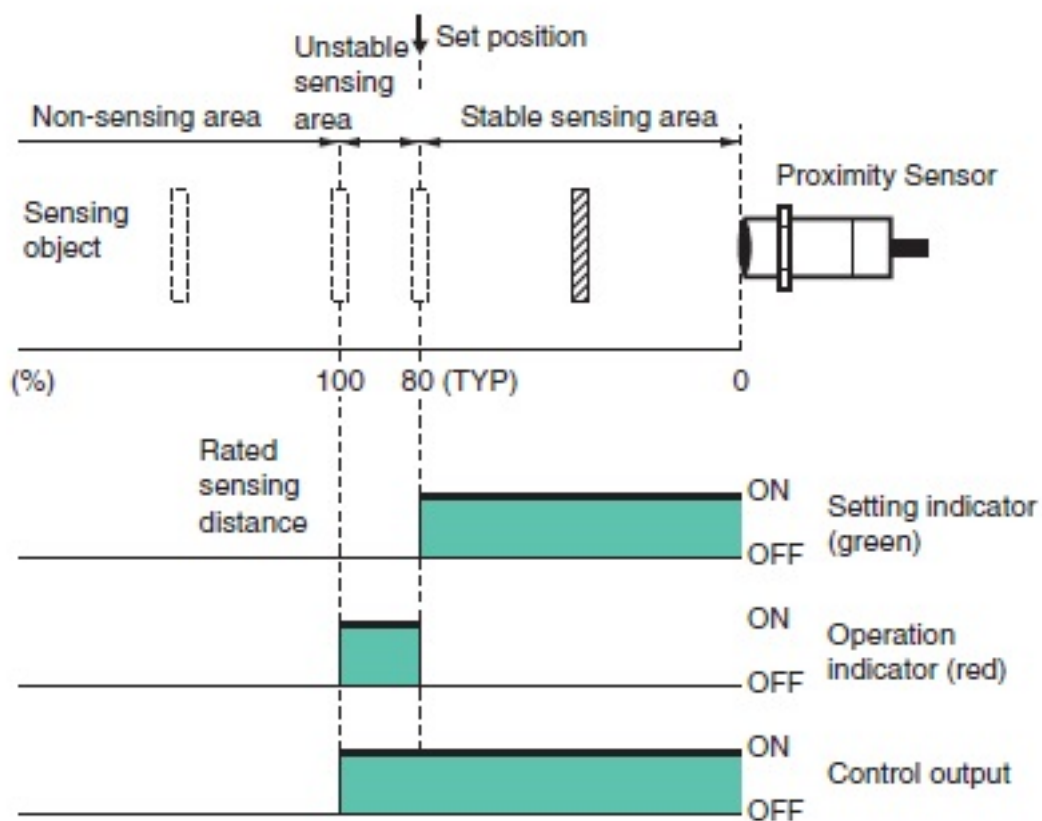 Set position
Unstable
sensing
area
Non-sensing area
Stable sensing area
Proximity Sensor
Sensing
object
(%)
100
80 (TYP)
0
Rated
sensing
distance
ON
OFF
Setting indicator
(green)
ON
OFF
Operation
indicator (red)
ON
OFF
Control output